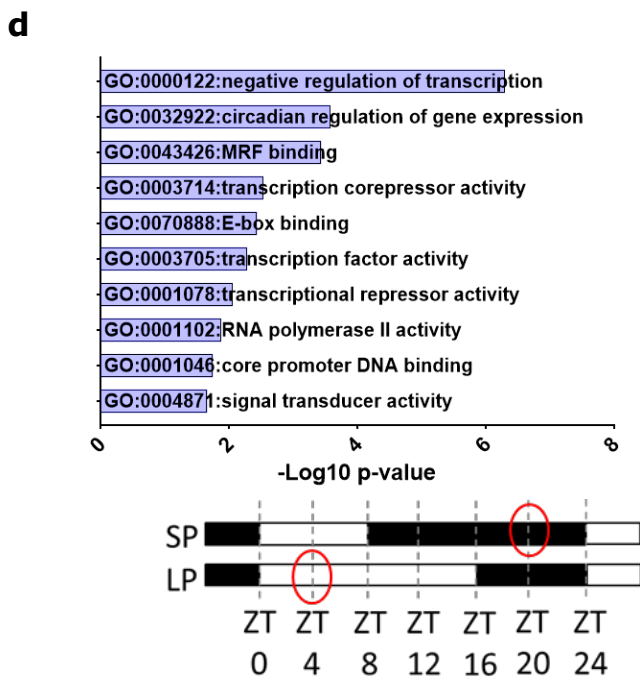 d
GO:0000122:negative regulation of transcription
GO:0032922:circadian regulation of gene expression
GO:0043426:MRF binding
GO:0003714:transcription corepressor activity
GO:0070888:E-box binding
GO:0003705:transcription factor activity
GO:0001078:transcriptional repressor activity
GO:0001102:RNA polymerase II activity
GO:0001046:core promoter DNA binding
GO:0004871:signal transducer activity
0 2 4 6 8
-Log10 p-value
SP
LP
ZT ZT ZT ZT ZT ZT ZT
0 4 8 12 16 20 24